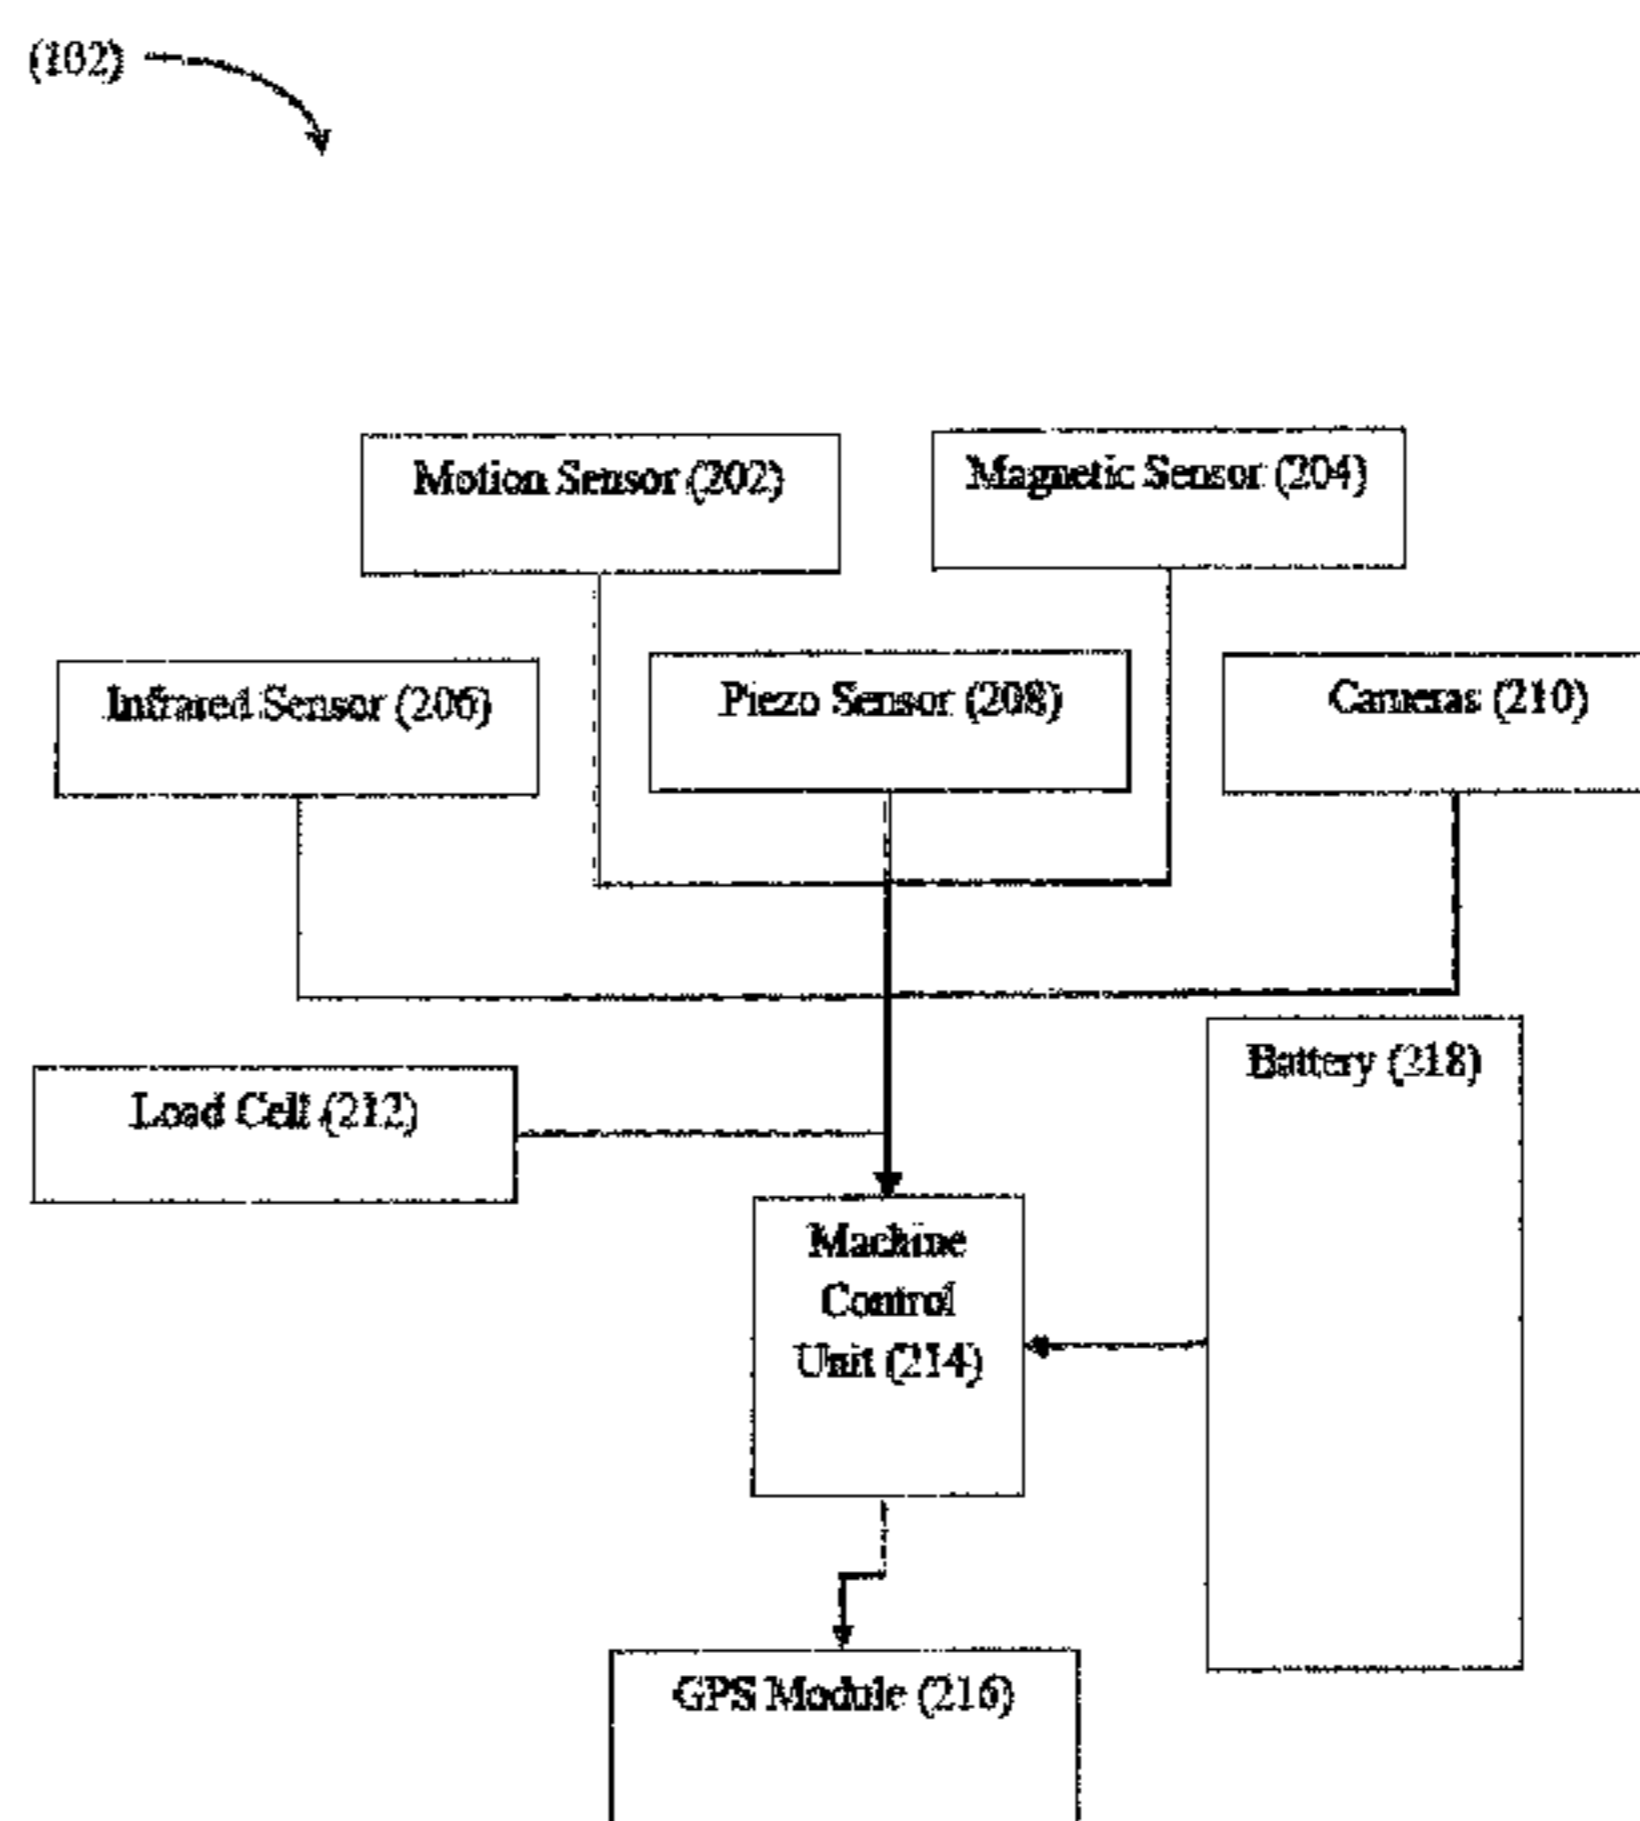 (102)
Motion Sensor (202)
Magnetic Sensor (204)
Infrared Sensor (206)
Piezo Sensor (208)
Cameras (210)
Load Cell (212)
Battery (218)
Machine
Control
Unit (214)
GPS Module (216)